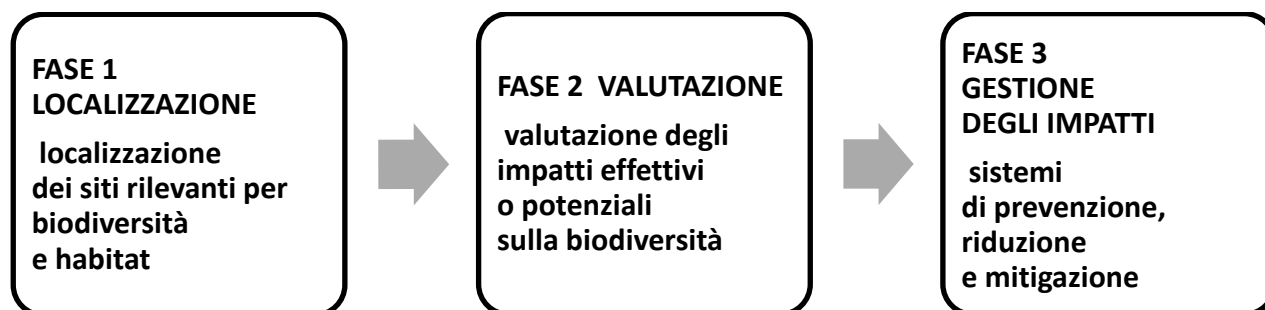 FASE 1
LOCALIZZAZIONE
localizzazione
dei siti rilevanti per
biodiversità
e habitat
FASE 2  VALUTAZIONE
valutazione degli
impatti effettivi
o potenziali
sulla biodiversità
FASE 3
GESTIONE
DEGLI IMPATTI
sistemi
di prevenzione,
riduzione
e mitigazione